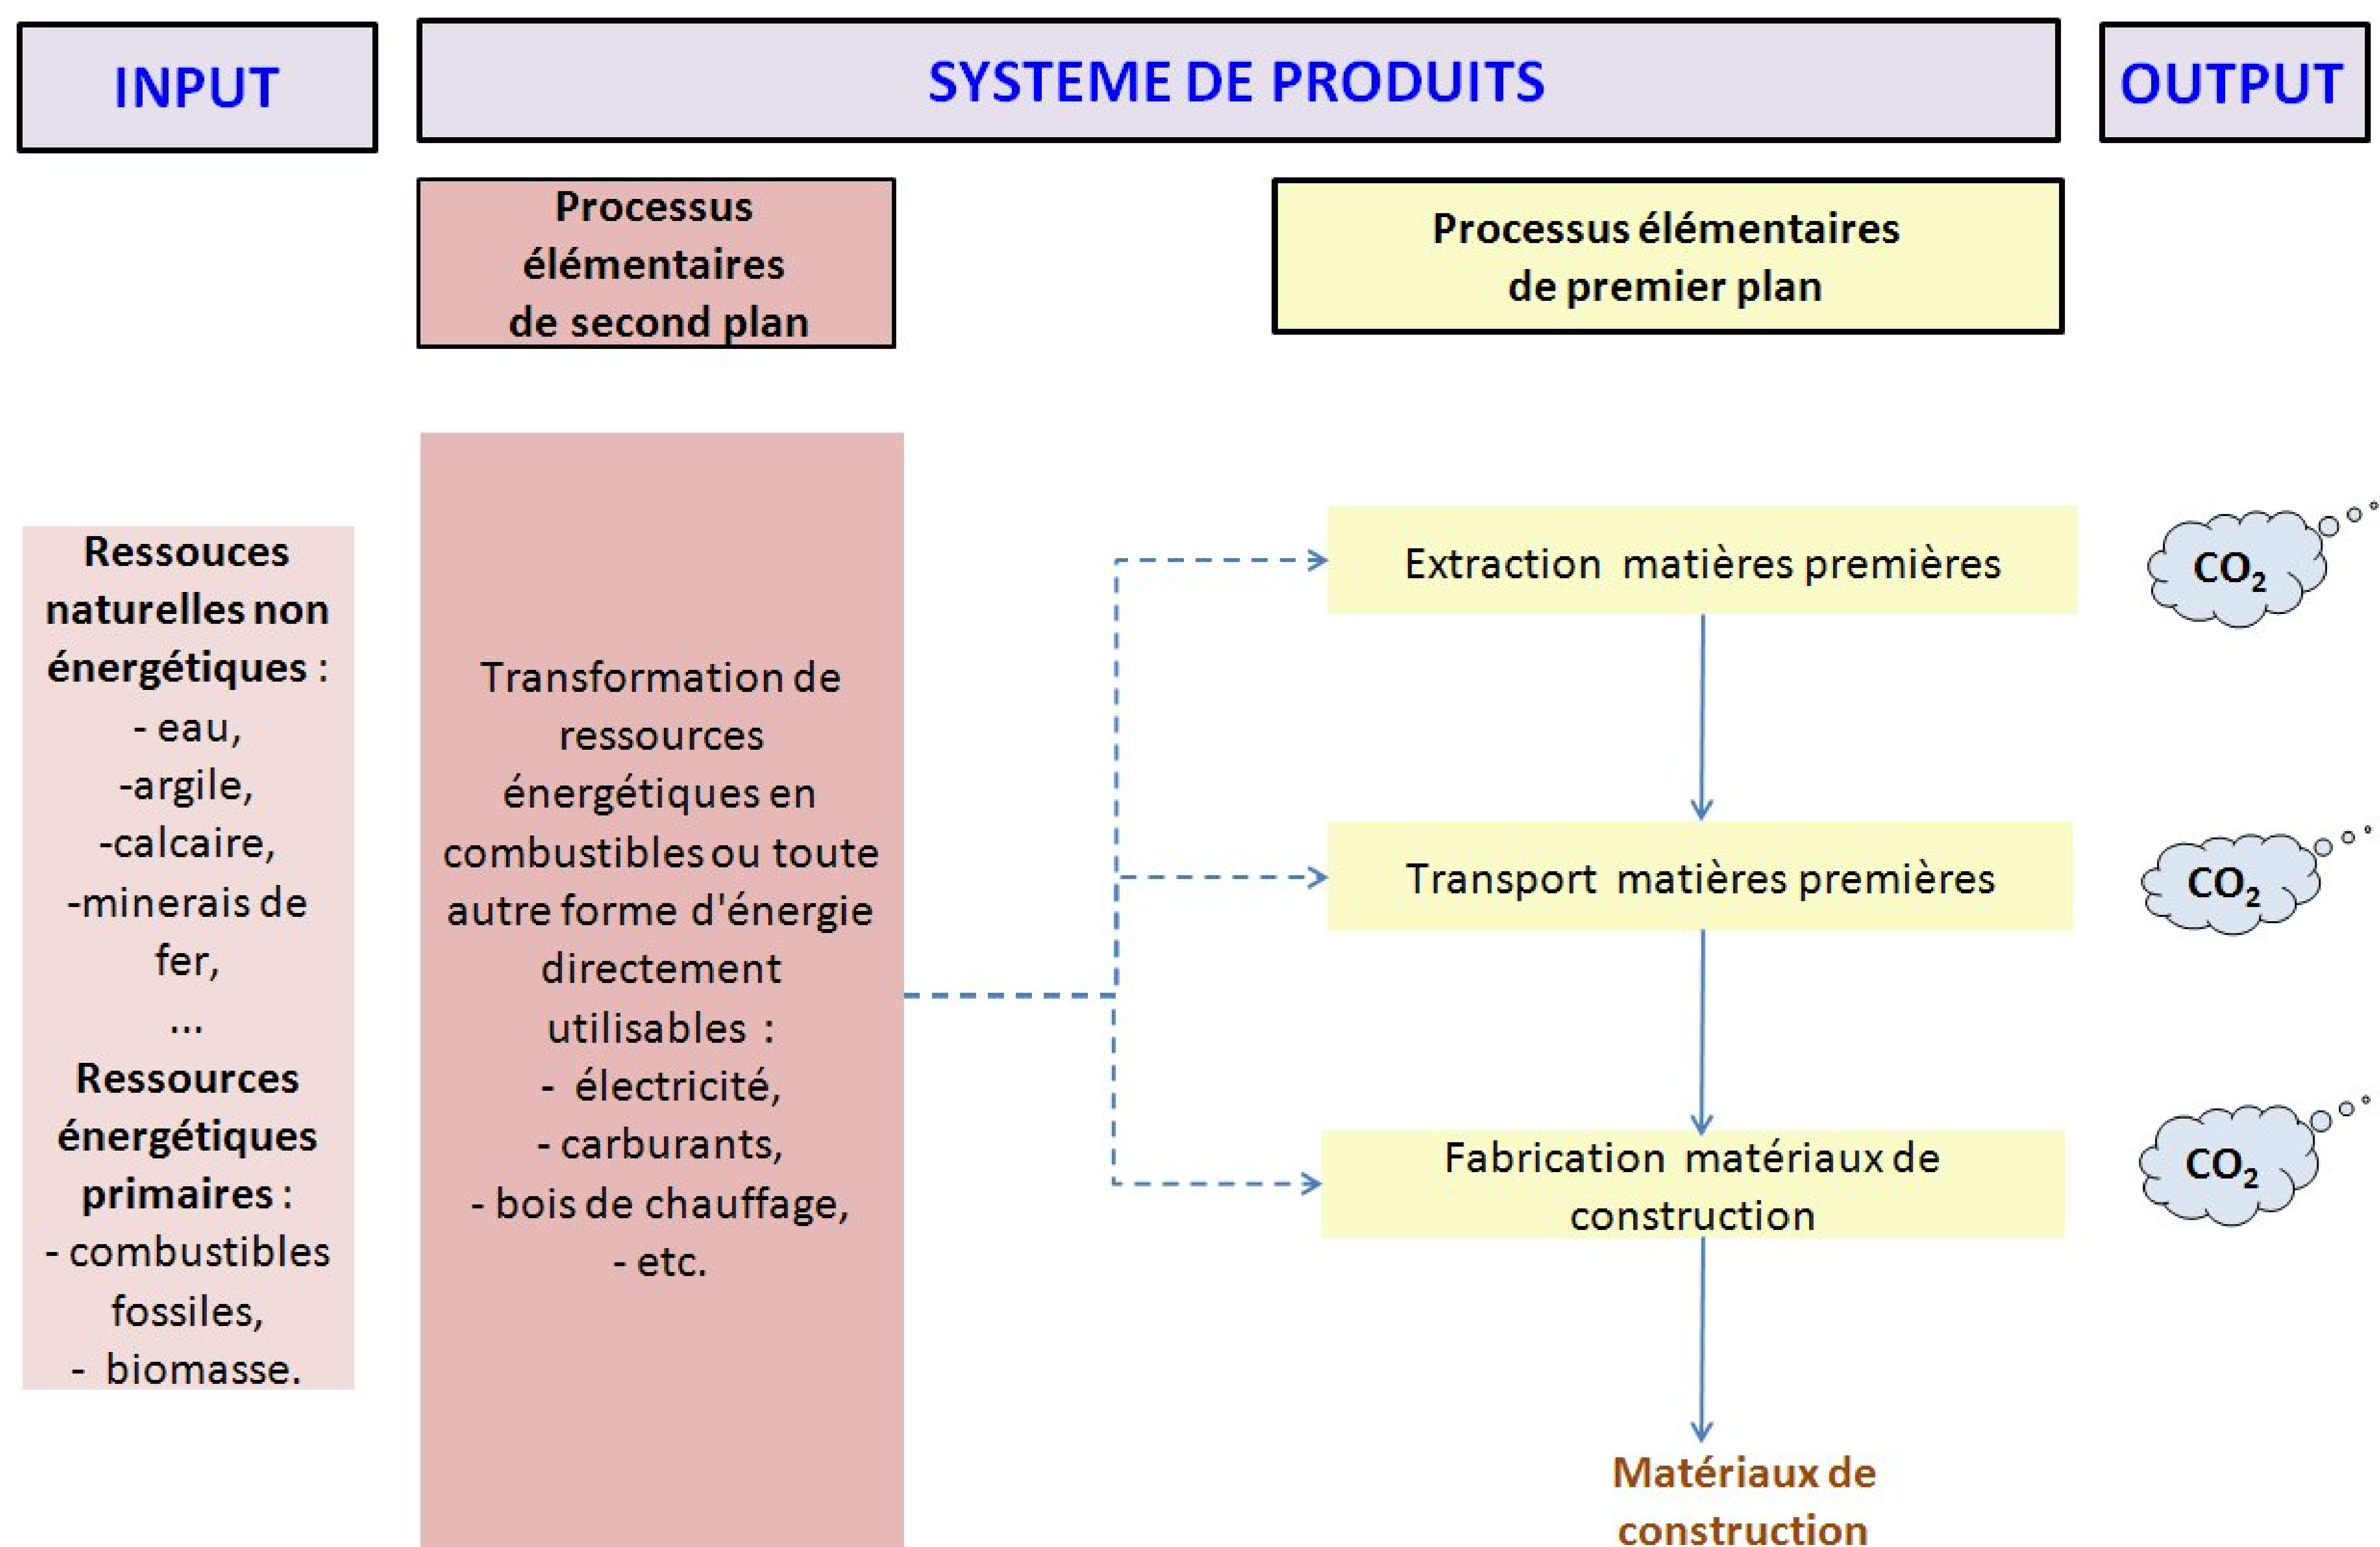 INPUT
SYSTEME DE PRODUITS
OUTPUT
Processus
élémentaires
de second plan
Processus élémentaires
de premier plan
Ressouces
naturelles non
énergétiques :
- eau,
-argile,
-calcaire,
-minerais de
fer,
...
Ressources
énergétiques
primaires :
- combustibles
fossiles,
- biomasse.
Transformation de
ressources
énergétiques en
combustibles ou toute
autre forme d'énergie
directement
utilisables :
- électricité,
- carburants,
- bois de chauffage,
- etc.
Extraction matières premières
CO₂
Transport matières premières
CO₂
Fabrication matériaux de
construction
CO₂
Matériaux de
construction